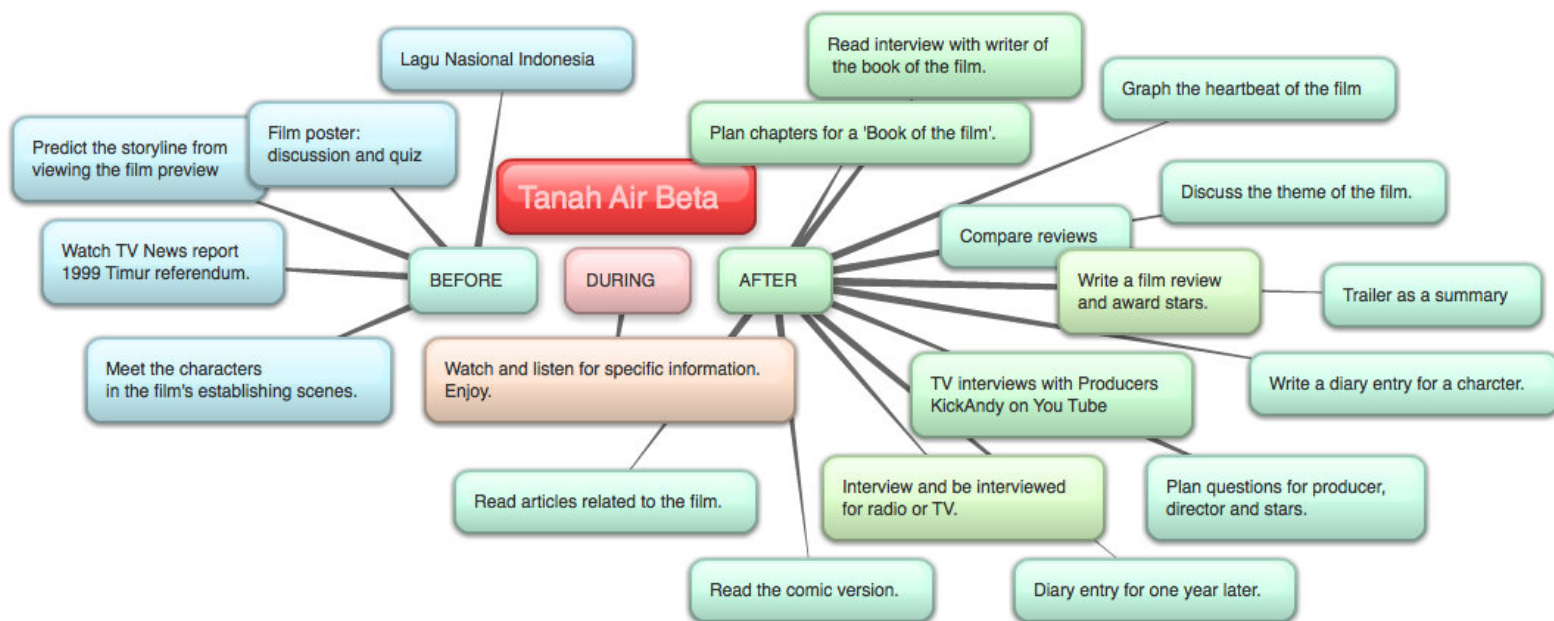 Lagu Nasional Indonesia
Film poster:
discussion and quiz
Predict the storyline from
viewing the film preview
Watch TV News report
1999 Timur referendum.
Meet the characters
in the film's establishing scenes.
Tanah Air Beta
BEFORE
DURING
AFTER
Watch and listen for specific information.
Enjoy.
Read interview with writer of
the book of the film.
Plan chapters for a 'Book of the film'.
Graph the heartbeat of the film
Discuss the theme of the film.
Compare reviews
Write a film review
and award stars.
Trailer as a summary
Write a diary entry for a charcter.
TV interviews with Producers
KickAndy on You Tube
Plan questions for producer,
director and stars.
Interview and be interviewed
for radio or TV.
Diary entry for one year later.
Read articles related to the film.
Read the comic version.